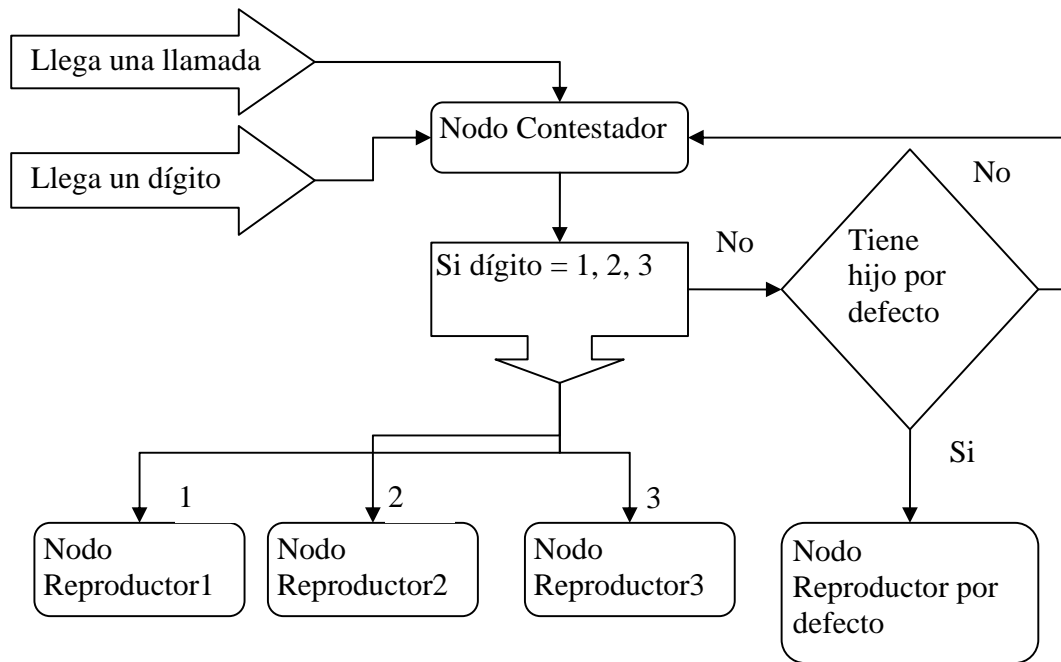 Llega una llamada
Nodo Contestador
Llega un dígito
No
No
Si dígito = 1, 2, 3
Tiene
hijo por
defecto
Si
1
2
3
Nodo
Reproductor1
Nodo
Reproductor2
Nodo
Reproductor3
Nodo
Reproductor por
defecto